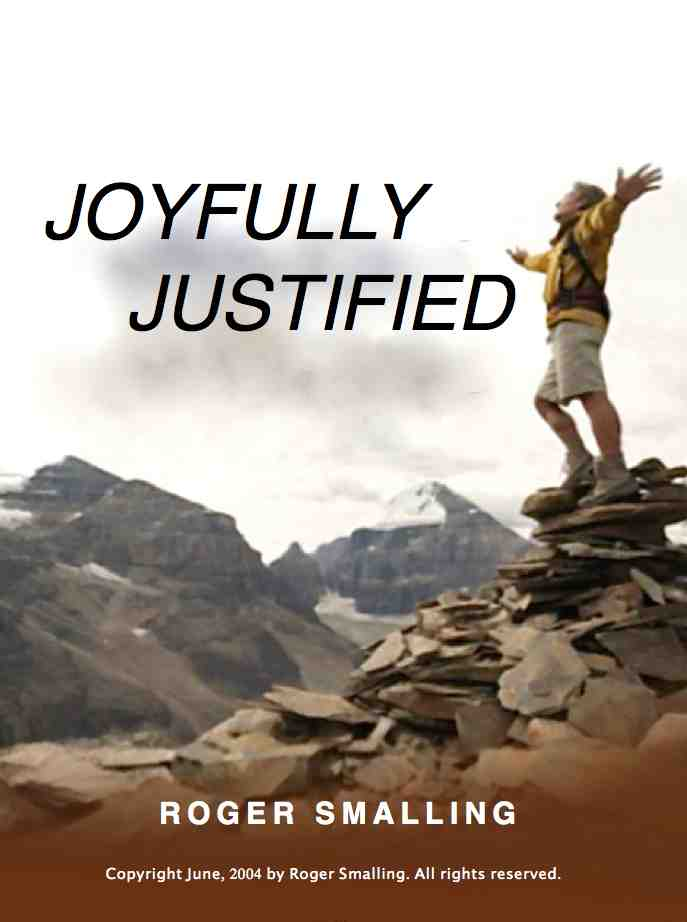 JOYFULLY
JUSTIFIED
ROGER SMALLING
Copyright June, 2004 by Roger Smalling. All rights reserved.